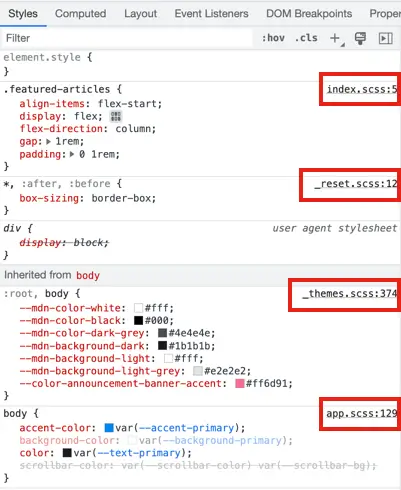 Styles Computed Layout Event Listeners DOM Breakpoints Proper
Filter :hov .cls
element.style {
}
.featured-articles { index.scss:5
align-items: flex-start;
display: flex;
flex-direction: column;
gap: 1rem;
padding: 0 1rem;
}
*, :after, :before { _reset.scss:12
box-sizing: border-box;
}
div { user agent stylesheet
display: block;
}
Inherited from body
:root, body { _themes.scss:374
--mdn-color-white: #fff;
--mdn-color-black: #000;
--mdn-color-dark-grey: #4e4e4e;
--mdn-background-dark: #1b1b1b;
--mdn-background-light: #fff;
--mdn-background-light-grey: #e2e2e2;
--color-announcement-banner-accent: #ff6d91;
}
body { app.scss:129
accent-color: var(--accent-primary);
background-color: var(--background-primary);
color: var(--text-primary);
scrollbar-color: var(--scrollbar-color) var(--scrollbar-bg);
}